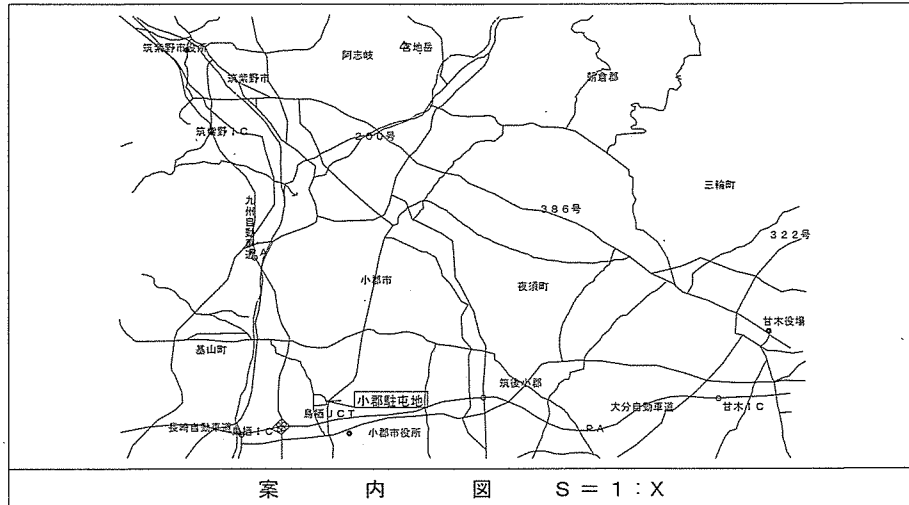 筑紫野市役所
阿志岐
宮地岳
朝倉郡
筑紫野市
筑紫野IC
200号
三輪町
386号
322号
九州自動車道
PA
小郡市
夜須町
甘木役場
基山町
筑後小郡
小郡駐屯地
大分自動車道
甘木IC
鳥栖JCT
長崎自動車道
鳥栖IC
小郡市役所
PA
案内図 S=1:X